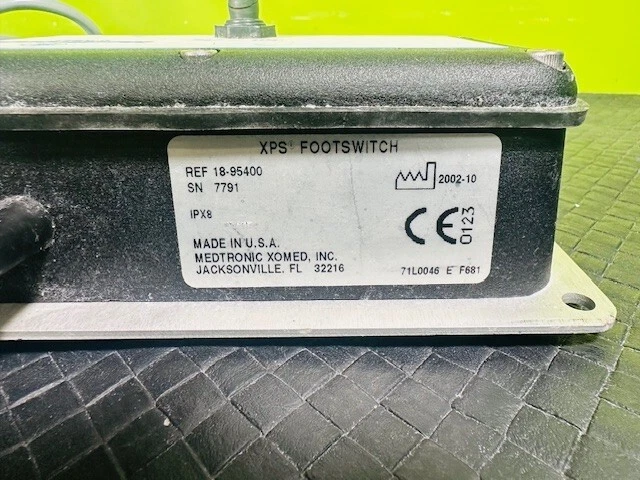 XPS® FOOTSWITCH
REF 18-95400
SN 7791
2002-10
IPX8
CE 0123
MADE IN U.S.A.
MEDTRONIC XOMED, INC.
JACKSONVILLE, FL 32216
71L0046 E F681